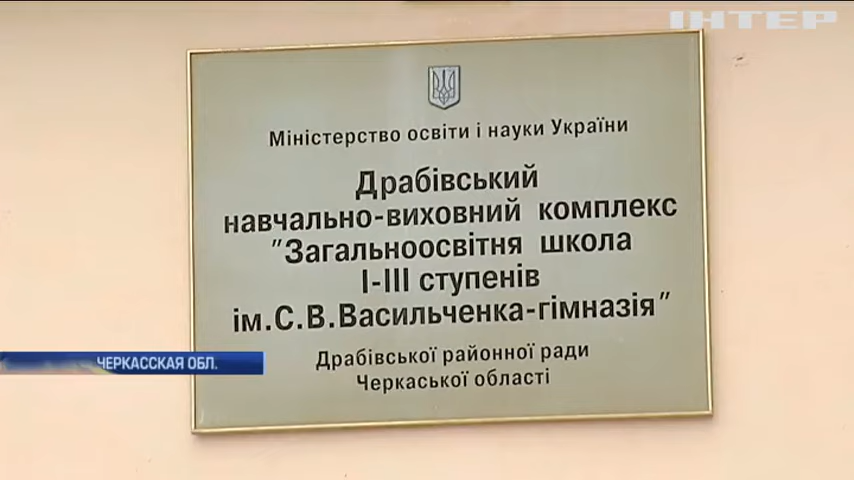 ІНТЕР
Міністерство освіти і науки України
Драбівський
навчально-виховний комплекс
"Загальноосвітня школа
І-ІІІ ступенів
ім.С.В.Васильченка-гімназія"
ЧЕРКАССКАЯ ОБЛ.
Драбівської районної ради
Черкаської області